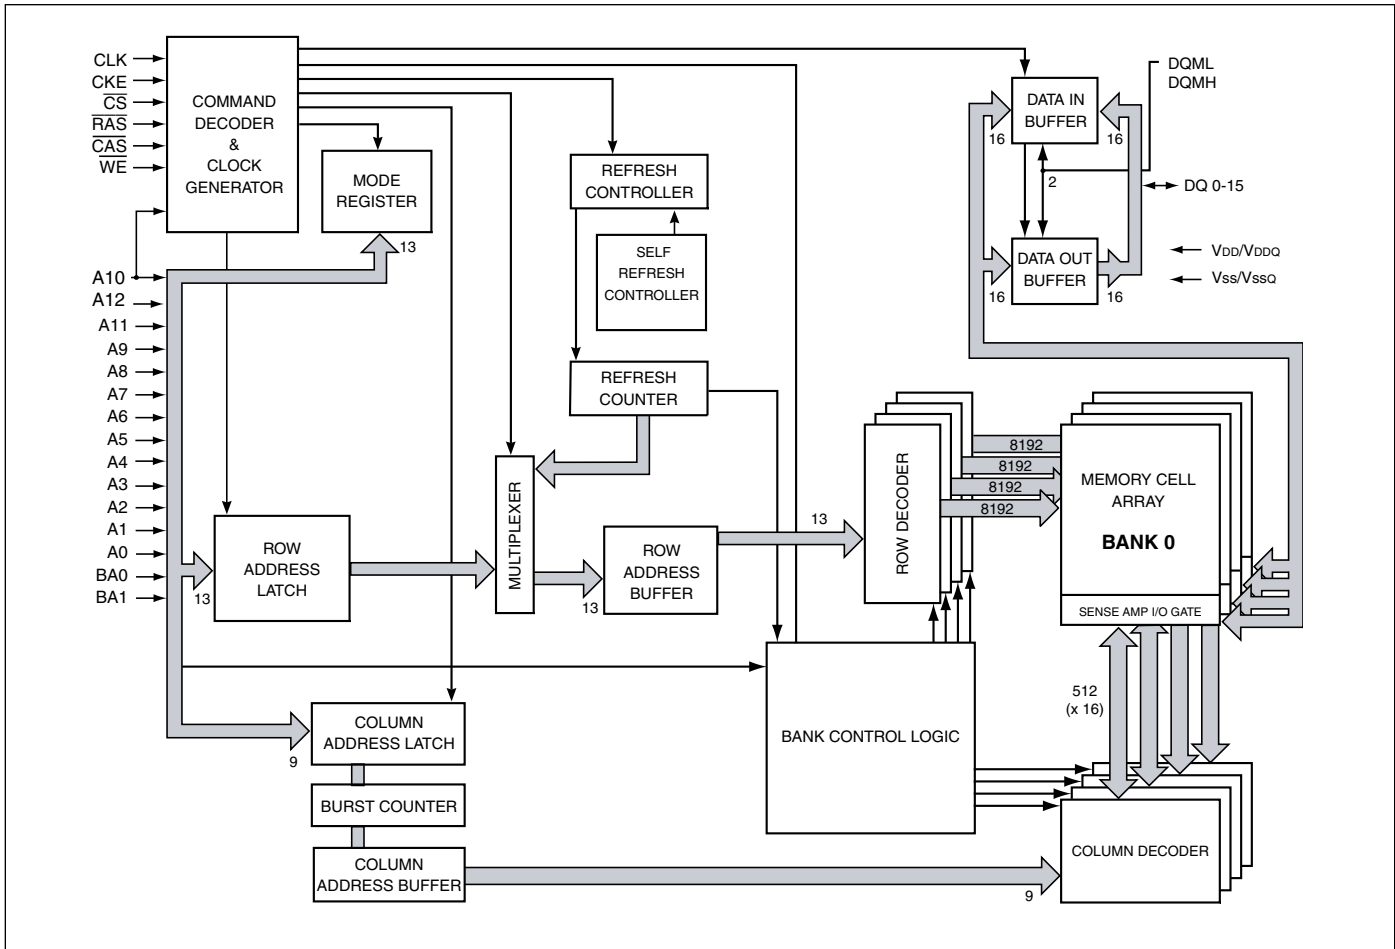 CLK
CKE
CS
RAS
CAS
WE
A10
A12
A11
A9
A8
A7
A6
A5
A4
A3
A2
A1
A0
BA0
BA1
COMMAND
DECODER
&
CLOCK
GENERATOR
MODE
REGISTER
13
REFRESH
CONTROLLER
SELF
REFRESH
CONTROLLER
REFRESH
COUNTER
DATA IN
BUFFER
16
16
2
DATA OUT
BUFFER
16
16
DQML
DQMH
DQ 0-15
VDD/VDDQ
Vss/VssQ
13
ROW
ADDRESS
LATCH
MULTIPLEXER
13
ROW
ADDRESS
BUFFER
13
ROW DECODER
8192
8192
8192
8192
MEMORY CELL
ARRAY
BANK 0
SENSE AMP I/O GATE
512
(x 16)
BANK CONTROL LOGIC
9
COLUMN
ADDRESS LATCH
BURST COUNTER
COLUMN
ADDRESS BUFFER
9
COLUMN DECODER